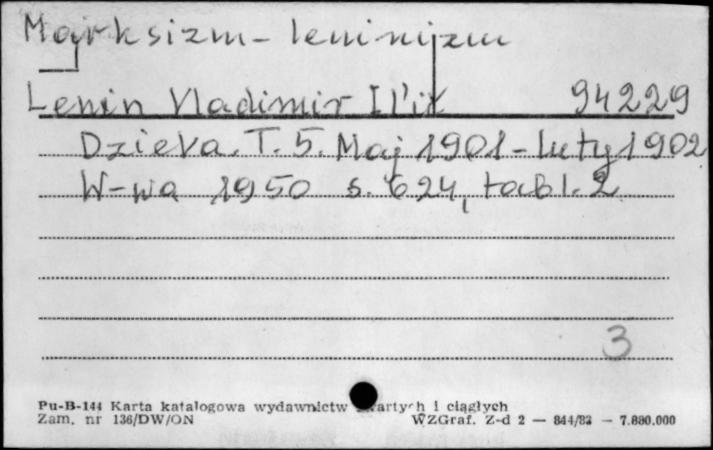 Marksizm-leninizm
Lenin Vladimir Il'ič 94229
Dzieła. T. 5. Maj 1901-luty 1902
W-wa 1950 s. 624, tabl. 2
3
Pu-B-144 Karta katalogowa wydawnictw zwartych i ciągłych
Zam. nr 136/DW/ON WZGraf. Z-d 2 — 844/83 — 7.880.000